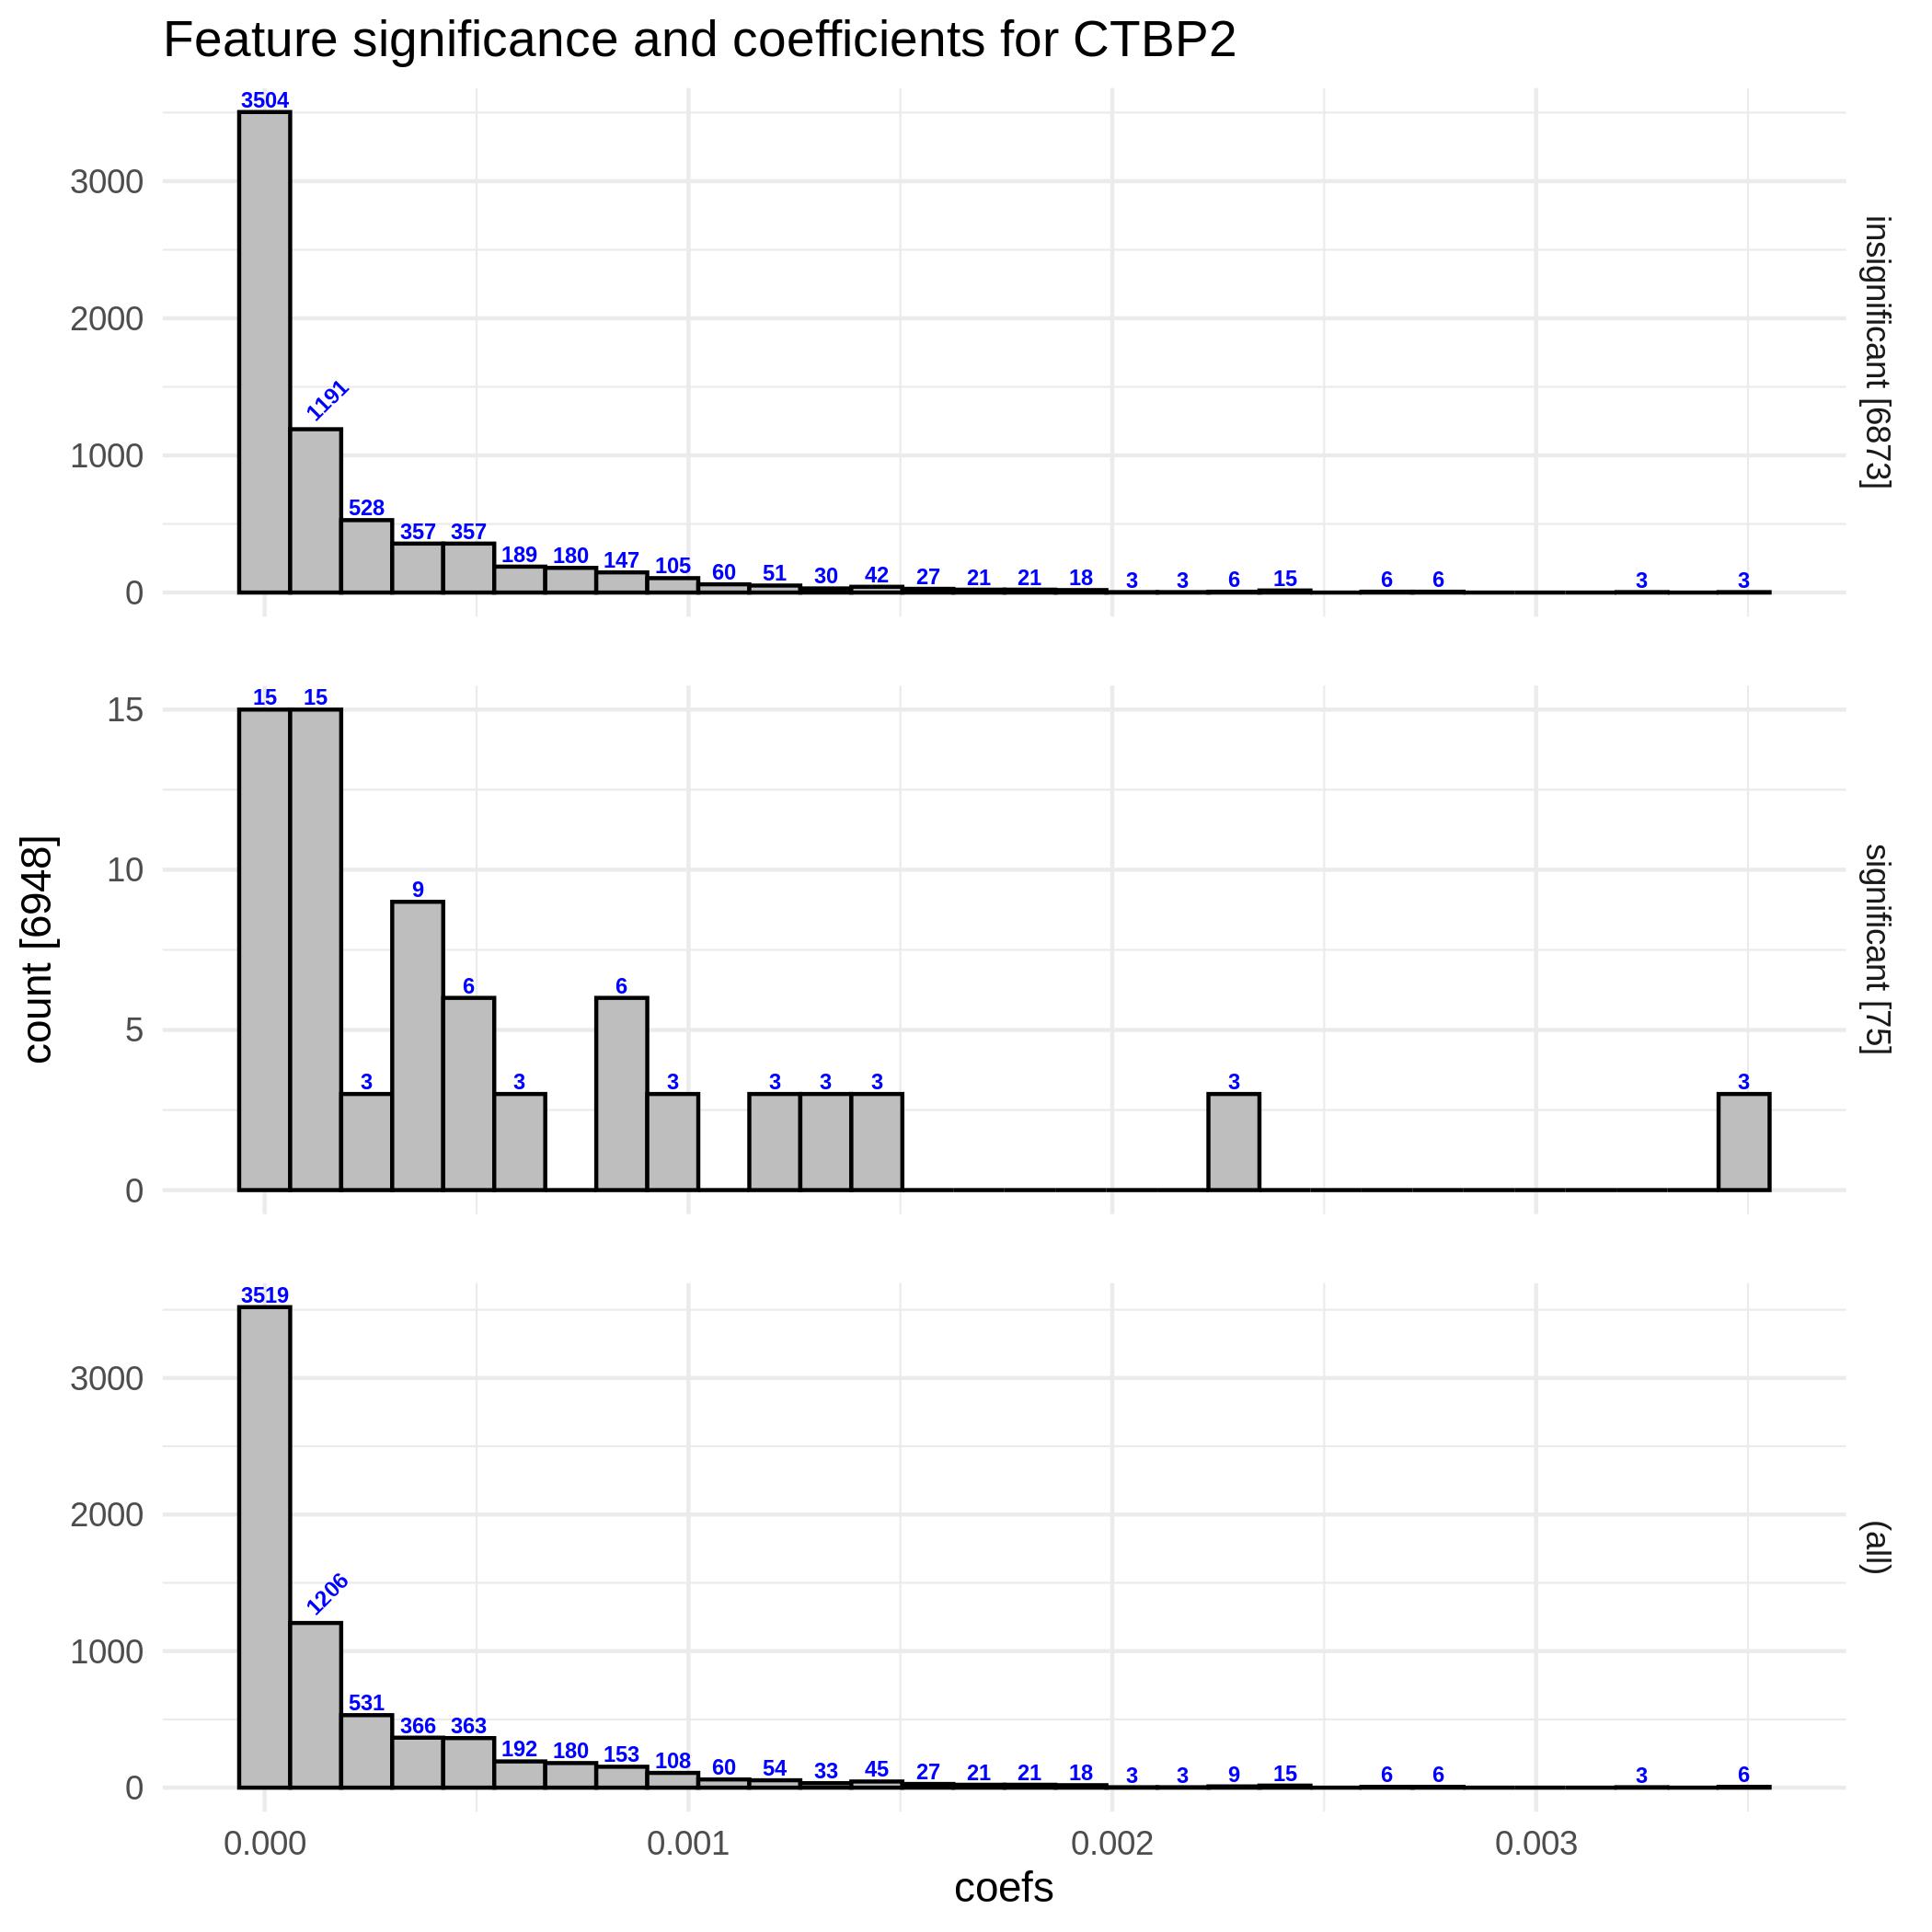 Feature significance and coefficients for CTBP2
3504
1191
528
357 357
189 180 147 105 60 51 30 42 27 21 21 18 3 3 6 15 6 6 3 3
3000
2000
1000
0
insignificant [6873]
15 15
3 9 6 3 6 3 3 3 3 3 3
15
10
5
0
significant [75]
count [6948]
3519
1206
531
366 363
192 180 153 108 60 54 33 45 27 21 21 18 3 3 9 15 6 6 3 6
3000
2000
1000
0
(all)
0.000 0.001 0.002 0.003
coefs